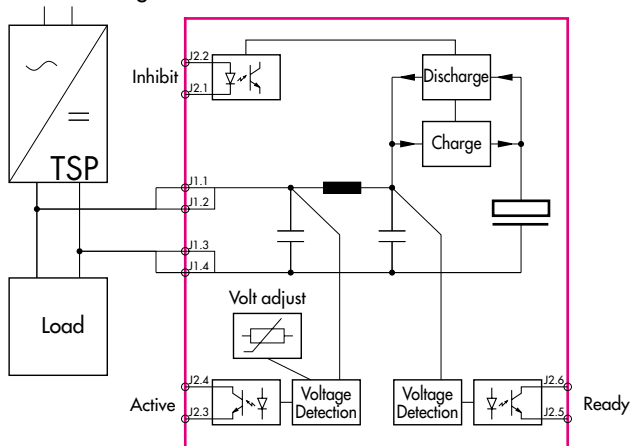 J2.2
Inhibit
J2.1
Discharge
Charge
TSP
J1.1
J1.2
J1.3
J1.4
Load
Volt adjust
J2.4
Active
J2.3
Voltage
Detection
Voltage
Detection
J2.6
Ready
J2.5